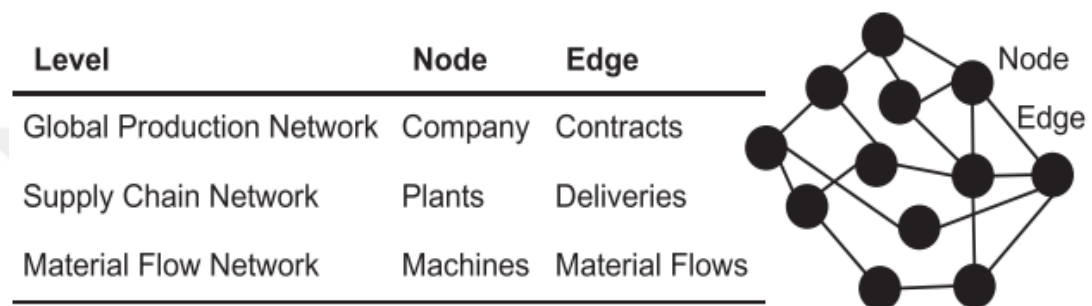 Level Node Edge
Global Production Network Company Contracts
Supply Chain Network Plants Deliveries
Material Flow Network Machines Material Flows
Node
Edge